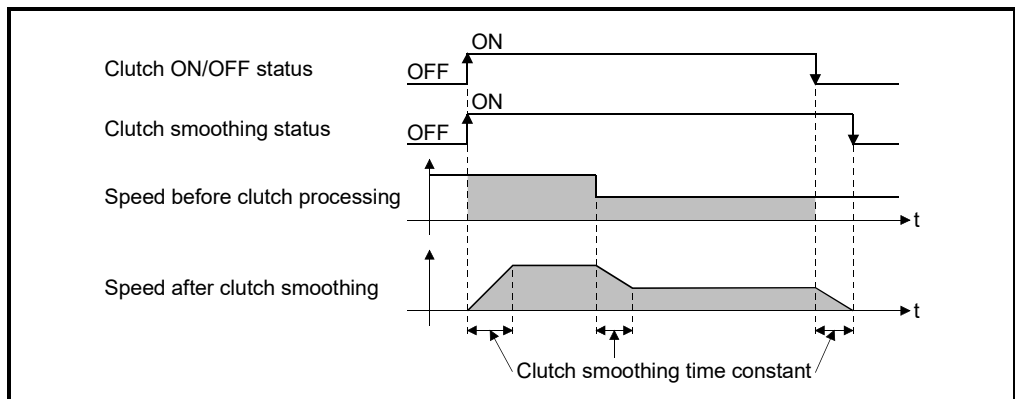 ON
Clutch ON/OFF status
OFF
ON
Clutch smoothing status
OFF
Speed before clutch processing
t
Speed after clutch smoothing
t
Clutch smoothing time constant